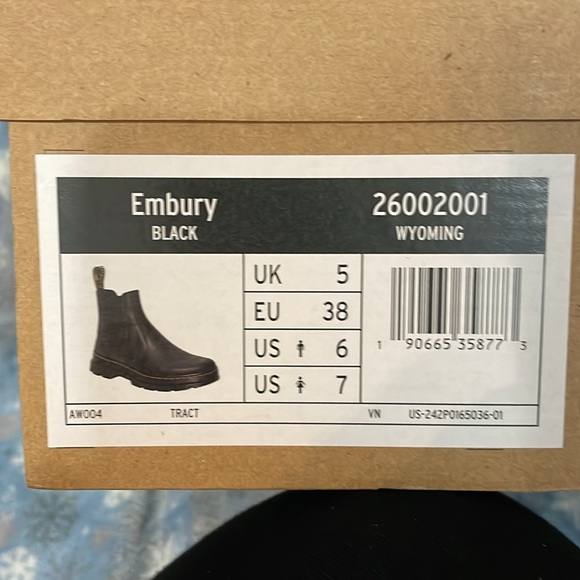 Embury 26002001
BLACK WYOMING
UK 5
EU 38
US 6
US 7
1 90665 35877 3
AW004 TRACT VN US-242P0165036-01